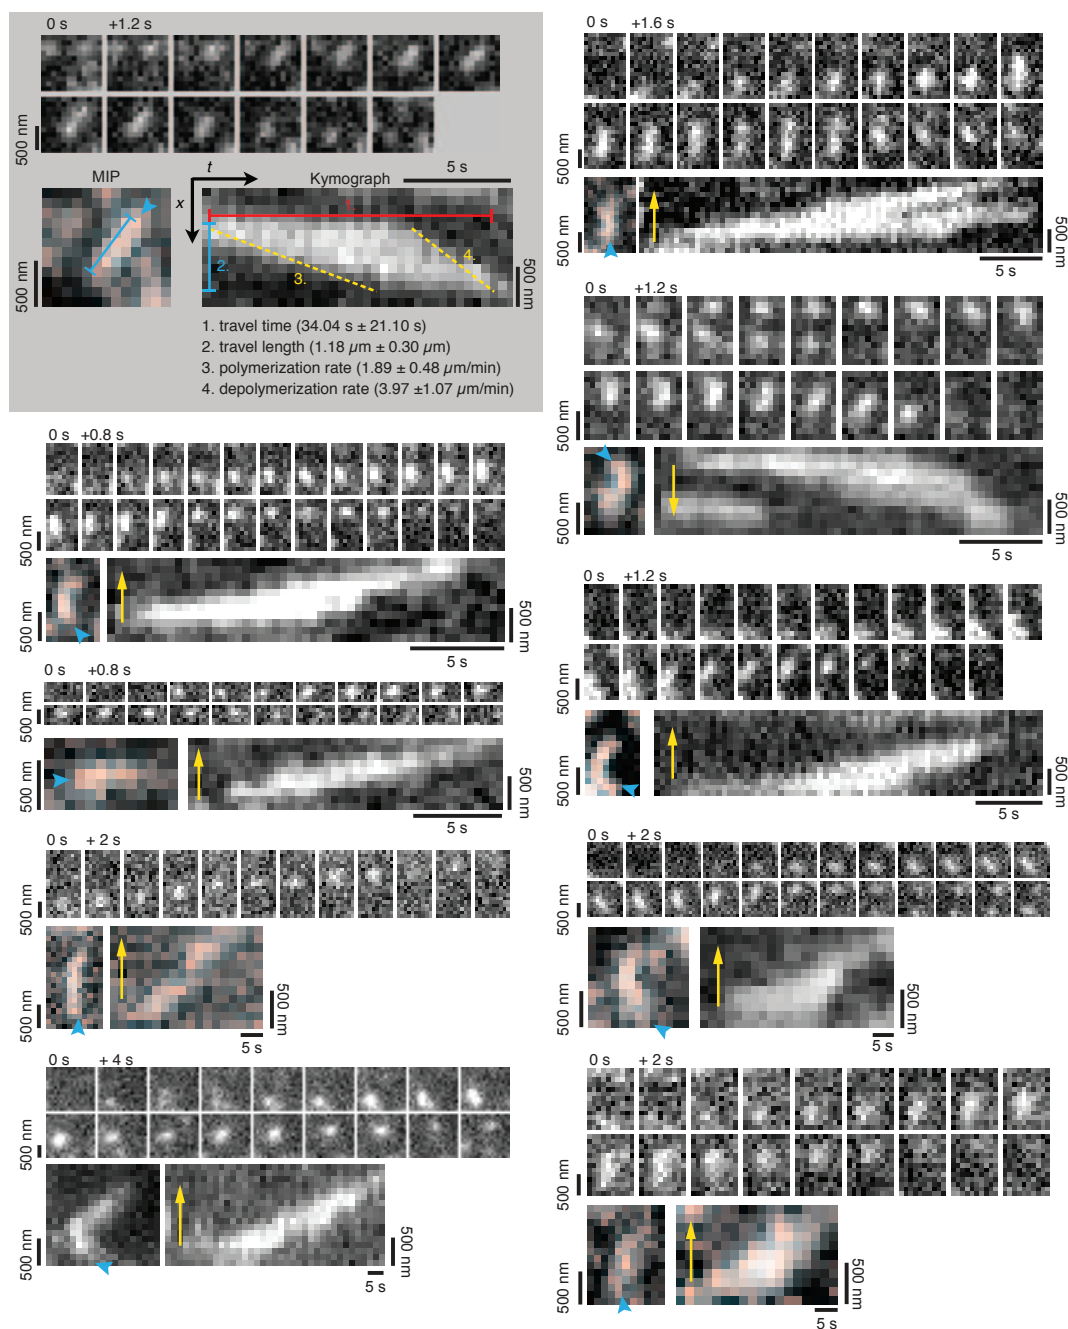 0 s +1.2 s
500 nm
MIP
t
x
Kymograph
5 s
1.
2.
3.
4.
500 nm
500 nm
1. travel time (34.04 s ± 21.10 s)
2. travel length (1.18 µm ± 0.30 µm)
3. polymerization rate (1.89 ± 0.48 µm/min)
4. depolymerization rate (3.97 ±1.07 µm/min)
0 s +0.8 s
500 nm
500 nm
500 nm
5 s
0 s +0.8 s
500 nm
500 nm
500 nm
5 s
0 s + 2 s
500 nm
500 nm
500 nm
5 s
0 s + 4 s
500 nm
500 nm
500 nm
5 s
0 s +1.6 s
500 nm
500 nm
500 nm
5 s
0 s +1.2 s
500 nm
500 nm
500 nm
5 s
0 s +1.2 s
500 nm
500 nm
500 nm
5 s
0 s + 2 s
500 nm
500 nm
500 nm
5 s
0 s + 2 s
500 nm
500 nm
500 nm
5 s